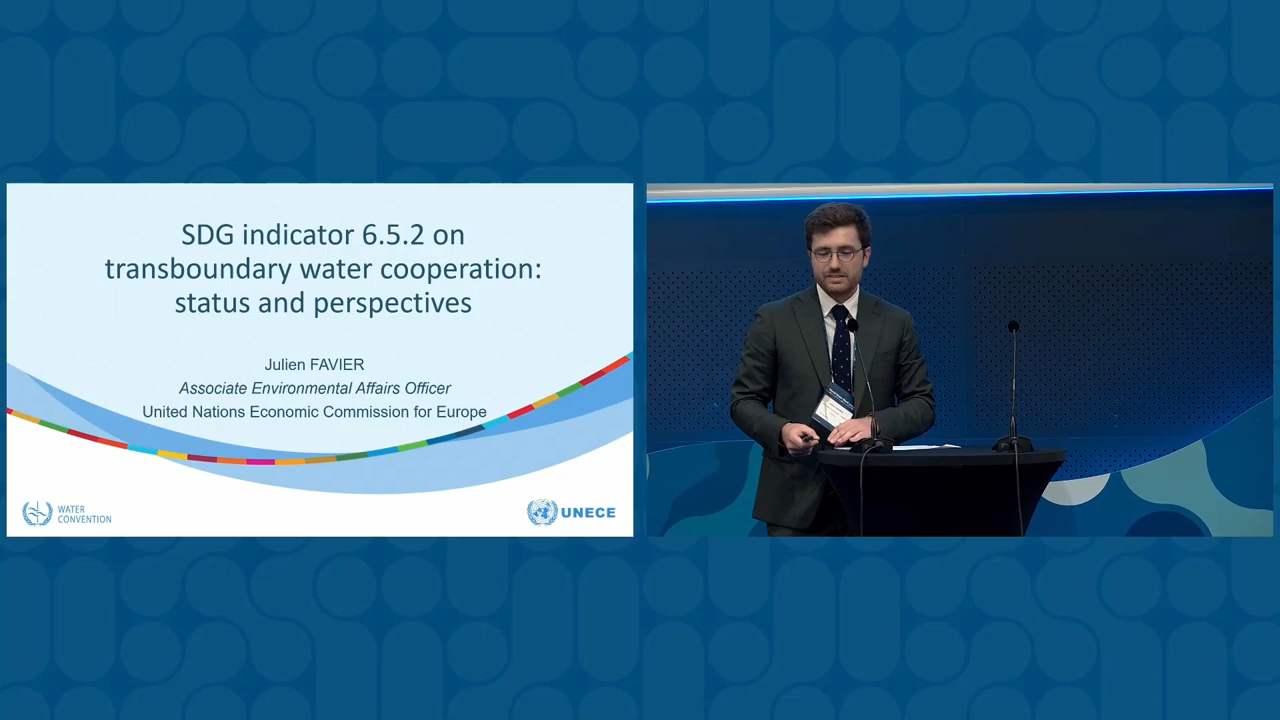 SDG indicator 6.5.2 on
transboundary water cooperation:
status and perspectives
Julien FAVIER
Associate Environmental Affairs Officer
United Nations Economic Commission for Europe
WATER
CONVENTION
UNECE